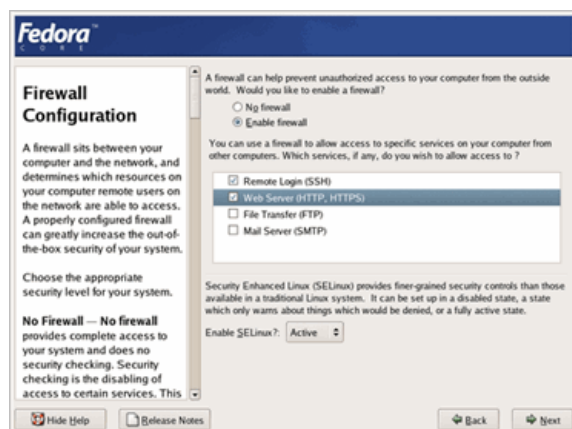 Fedora™
CORE
Firewall
Configuration
A firewall sits between your
computer and the network, and
determines which resources on
your computer remote users on
the network are able to access.
A properly configured firewall
can greatly increase the out-of-
the-box security of your system.
Choose the appropriate
security level for your system.
No Firewall — No firewall
provides complete access to
your system and does no
security checking. Security
checking is the disabling of
access to certain services. This
A firewall can help prevent unauthorized access to your computer from the outside
world. Would you like to enable a firewall?
No firewall
Enable firewall
You can use a firewall to allow access to specific services on your computer from
other computers. Which services, if any, do you wish to allow access to ?
Remote Login (SSH)
Web Server (HTTP, HTTPS)
File Transfer (FTP)
Mail Server (SMTP)
Security Enhanced Linux (SELinux) provides finer-grained security controls than those
available in a traditional Linux system. It can be set up in a disabled state, a state
which only warns about things which would be denied, or a fully active state.
Enable SELinux?: Active
Hide Help
Release Notes
Back
Next